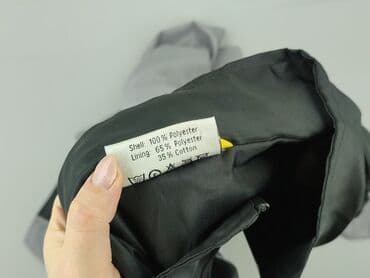 Shell: 100% Polyester
Lining: 65% Polyester
35% Cotton